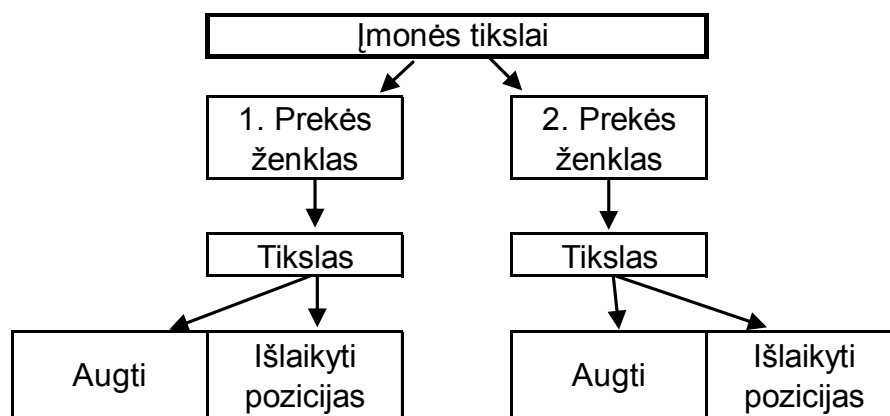 Įmonės tikslai
1. Prekės
ženklas
2. Prekės
ženklas
Tikslas
Tikslas
Augti
Išlaikyti
pozicijas
Augti
Išlaikyti
pozicijas